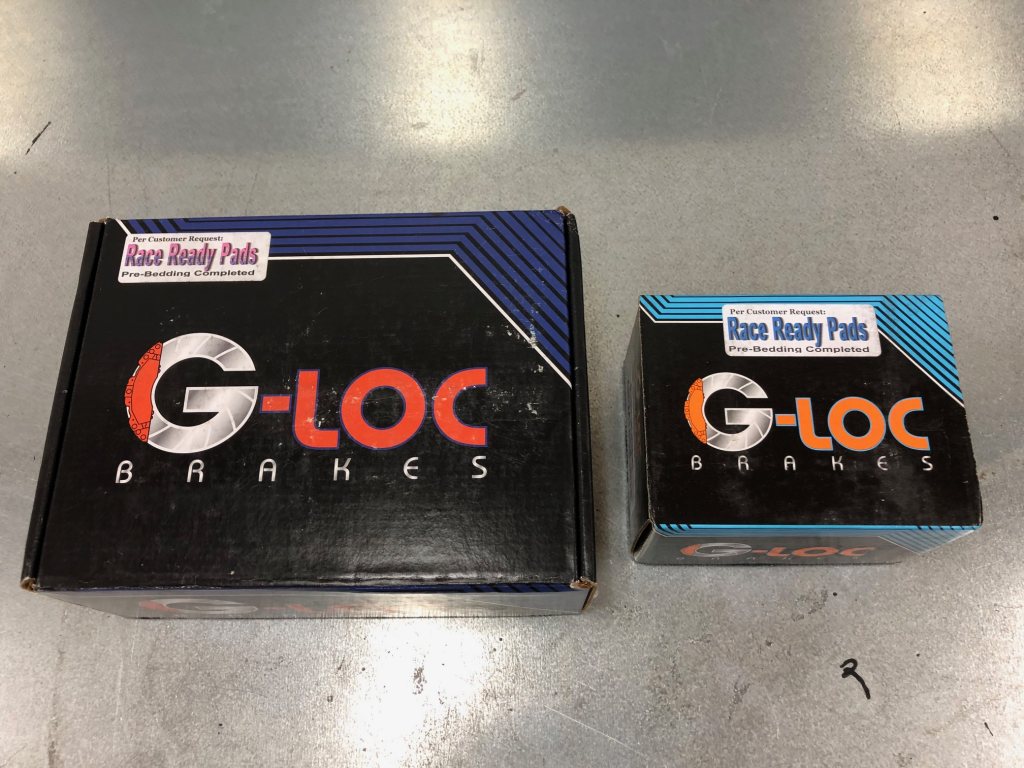 Per Customer Request:
Race Ready Pads
Pre-Bedding Completed
G-LOC
BRAKES
G-LOC
Per Customer Request:
Race Ready Pads
Pre-Bedding Completed
G-LOC
BRAKES
G-LOC